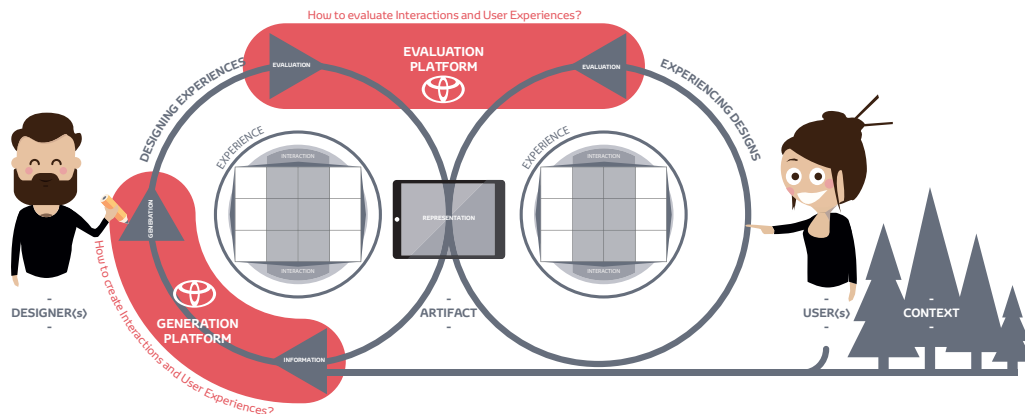 How to evaluate Interactions and User Experiences?
EVALUATION
PLATFORM
EVALUATION
EVALUATION
DESIGNING EXPERIENCES
EXPERIENCING DESIGNS
EXPERIENCE
INTERACTION
INTERACTION
EXPERIENCE
INTERACTION
INTERACTION
REPRESENTATION
GENERATION
GENERATION
PLATFORM
INFORMATION
How to create Interactions and User Experiences?
-
DESIGNER(s)
-
-
ARTIFACT
-
-
USER(s)
-
-
CONTEXT
-